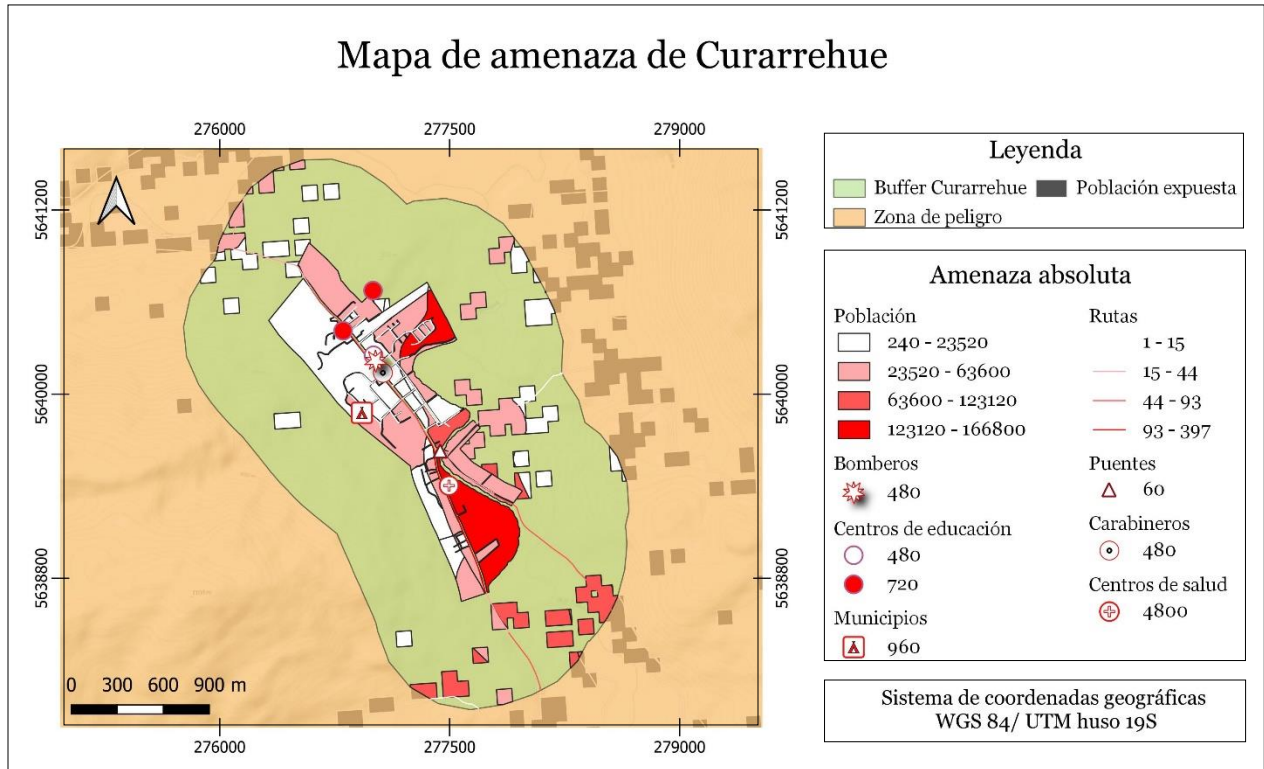 Mapa de amenaza de Curarrehue
276000 277500 279000
5641200 5641200
5640000 5640000
5638800 5638800
0 300 600 900 m
276000 277500 279000
Leyenda
Buffer Curarrehue Población expuesta
Zona de peligro
Amenaza absoluta
Población
240 - 23520
23520 - 63600
63600 - 123120
123120 - 166800
Bomberos
480
Centros de educación
480
720
Municipios
960
Rutas
1 - 15
15 - 44
44 - 93
93 - 397
Puentes
60
Carabineros
480
Centros de salud
4800
Sistema de coordenadas geográficas
WGS 84/ UTM huso 19S